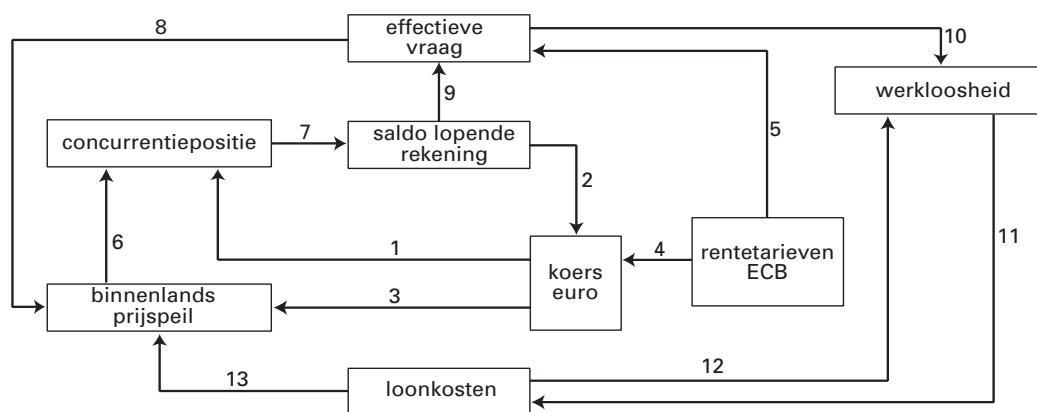 8
effectieve
vraag
10
werkloosheid
9
5
concurrentiepositie
7
saldo lopende
rekening
2
6
1
4
rentetarieven
ECB
11
koers
euro
binnenlands
prijspeil
3
13
loonkosten
12